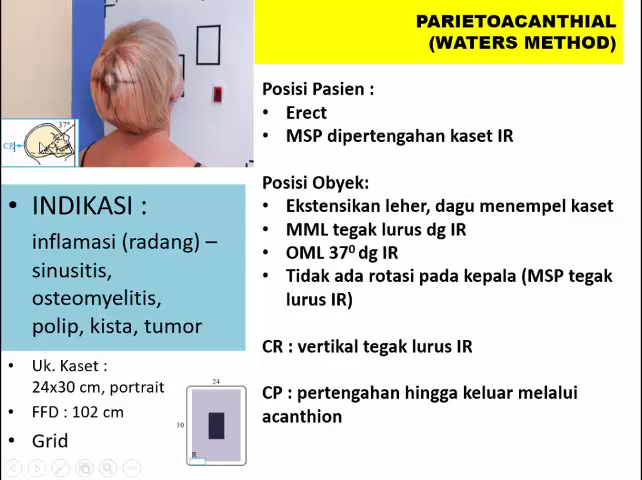 PARIETOACANTHIAL
(WATERS METHOD)
37°
CR
Posisi Pasien :
• Erect
• MSP dipertengahan kaset IR
Posisi Obyek:
• Ekstensikan leher, dagu menempel kaset
• MML tegak lurus dg IR
• OML 37⁰ dg IR
• Tidak ada rotasi pada kepala (MSP tegak
lurus IR)
CR : vertikal tegak lurus IR
CP : pertengahan hingga keluar melalui
acanthion
• INDIKASI :
inflamasi (radang) –
sinusitis,
osteomyelitis,
polip, kista, tumor
• Uk. Kaset :
24x30 cm, portrait
• FFD : 102 cm
• Grid
24
30
R